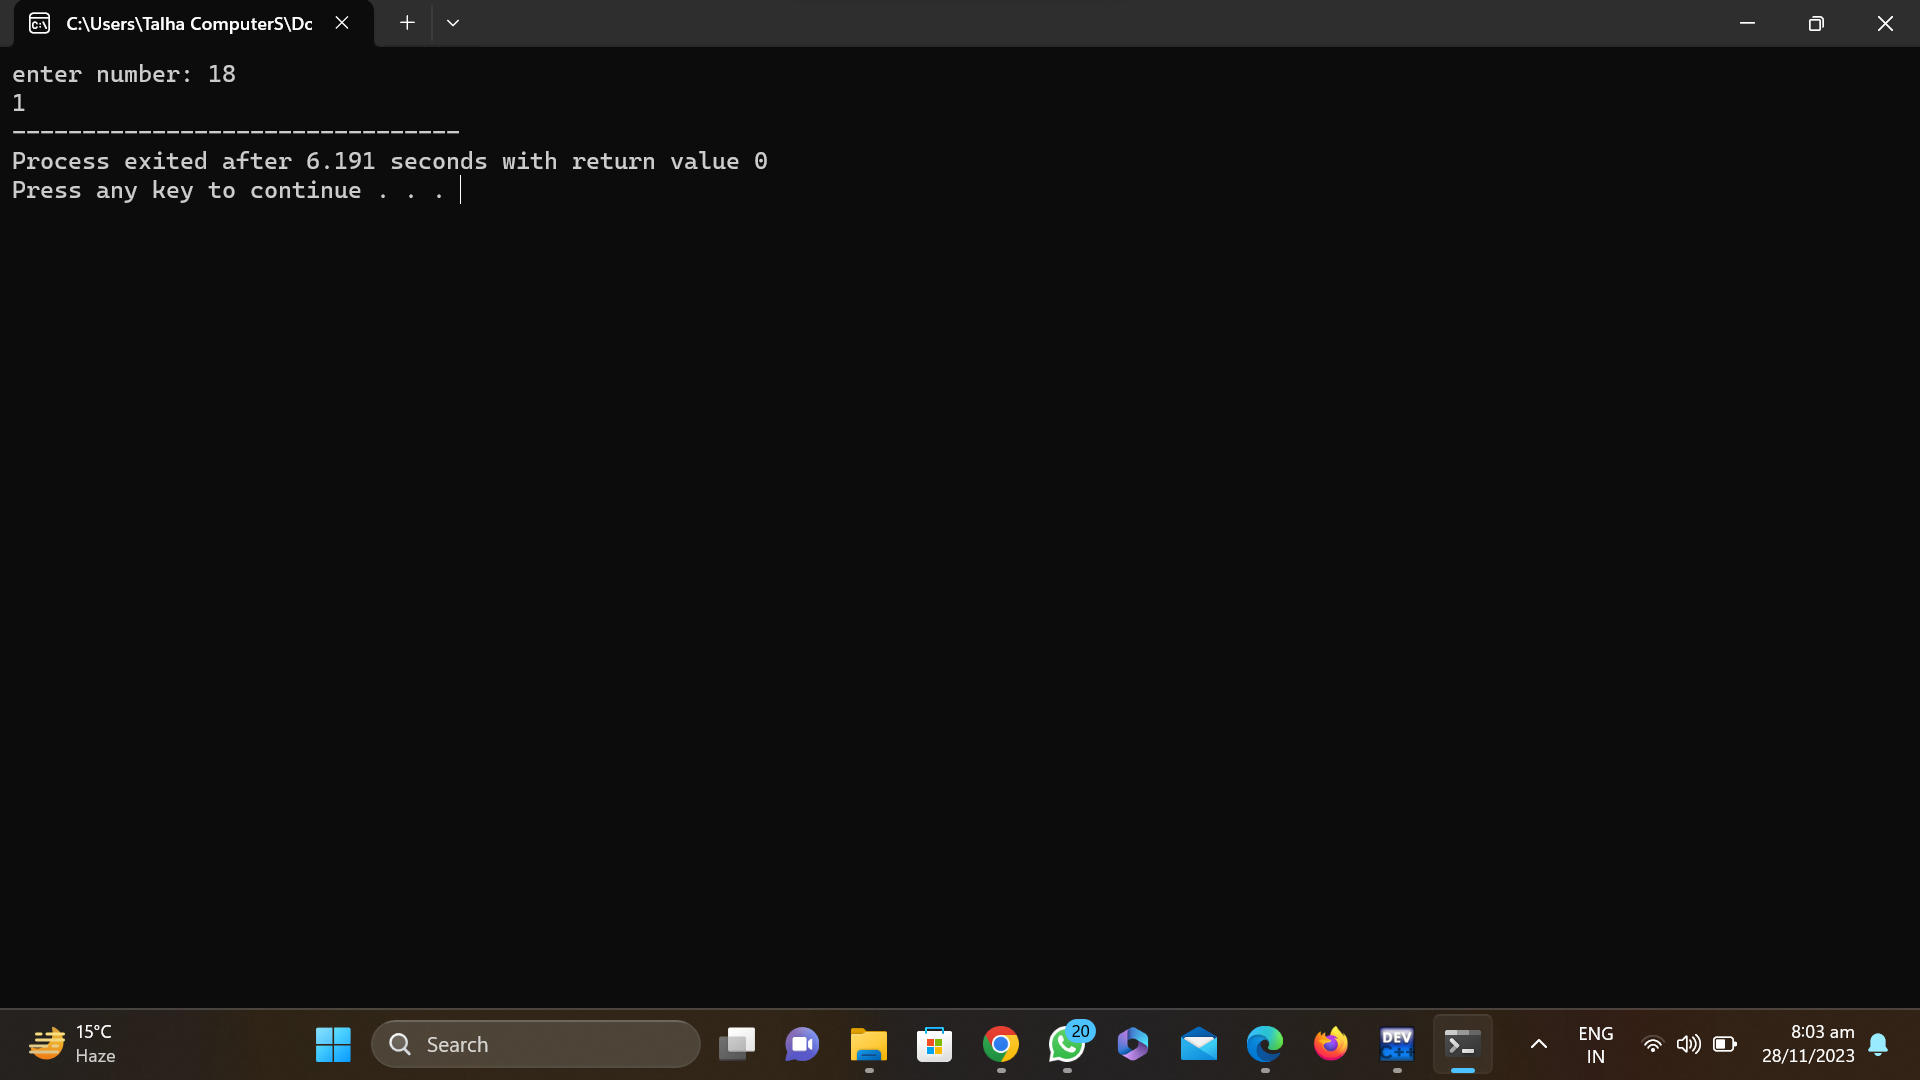 C:\Users\Talha ComputerS\Dc
enter number: 18
1
--------------------------------
Process exited after 6.191 seconds with return value 0
Press any key to continue . . .
15°C
Haze
Search
20
DEV
C++
ENG
IN
8:03 am
28/11/2023